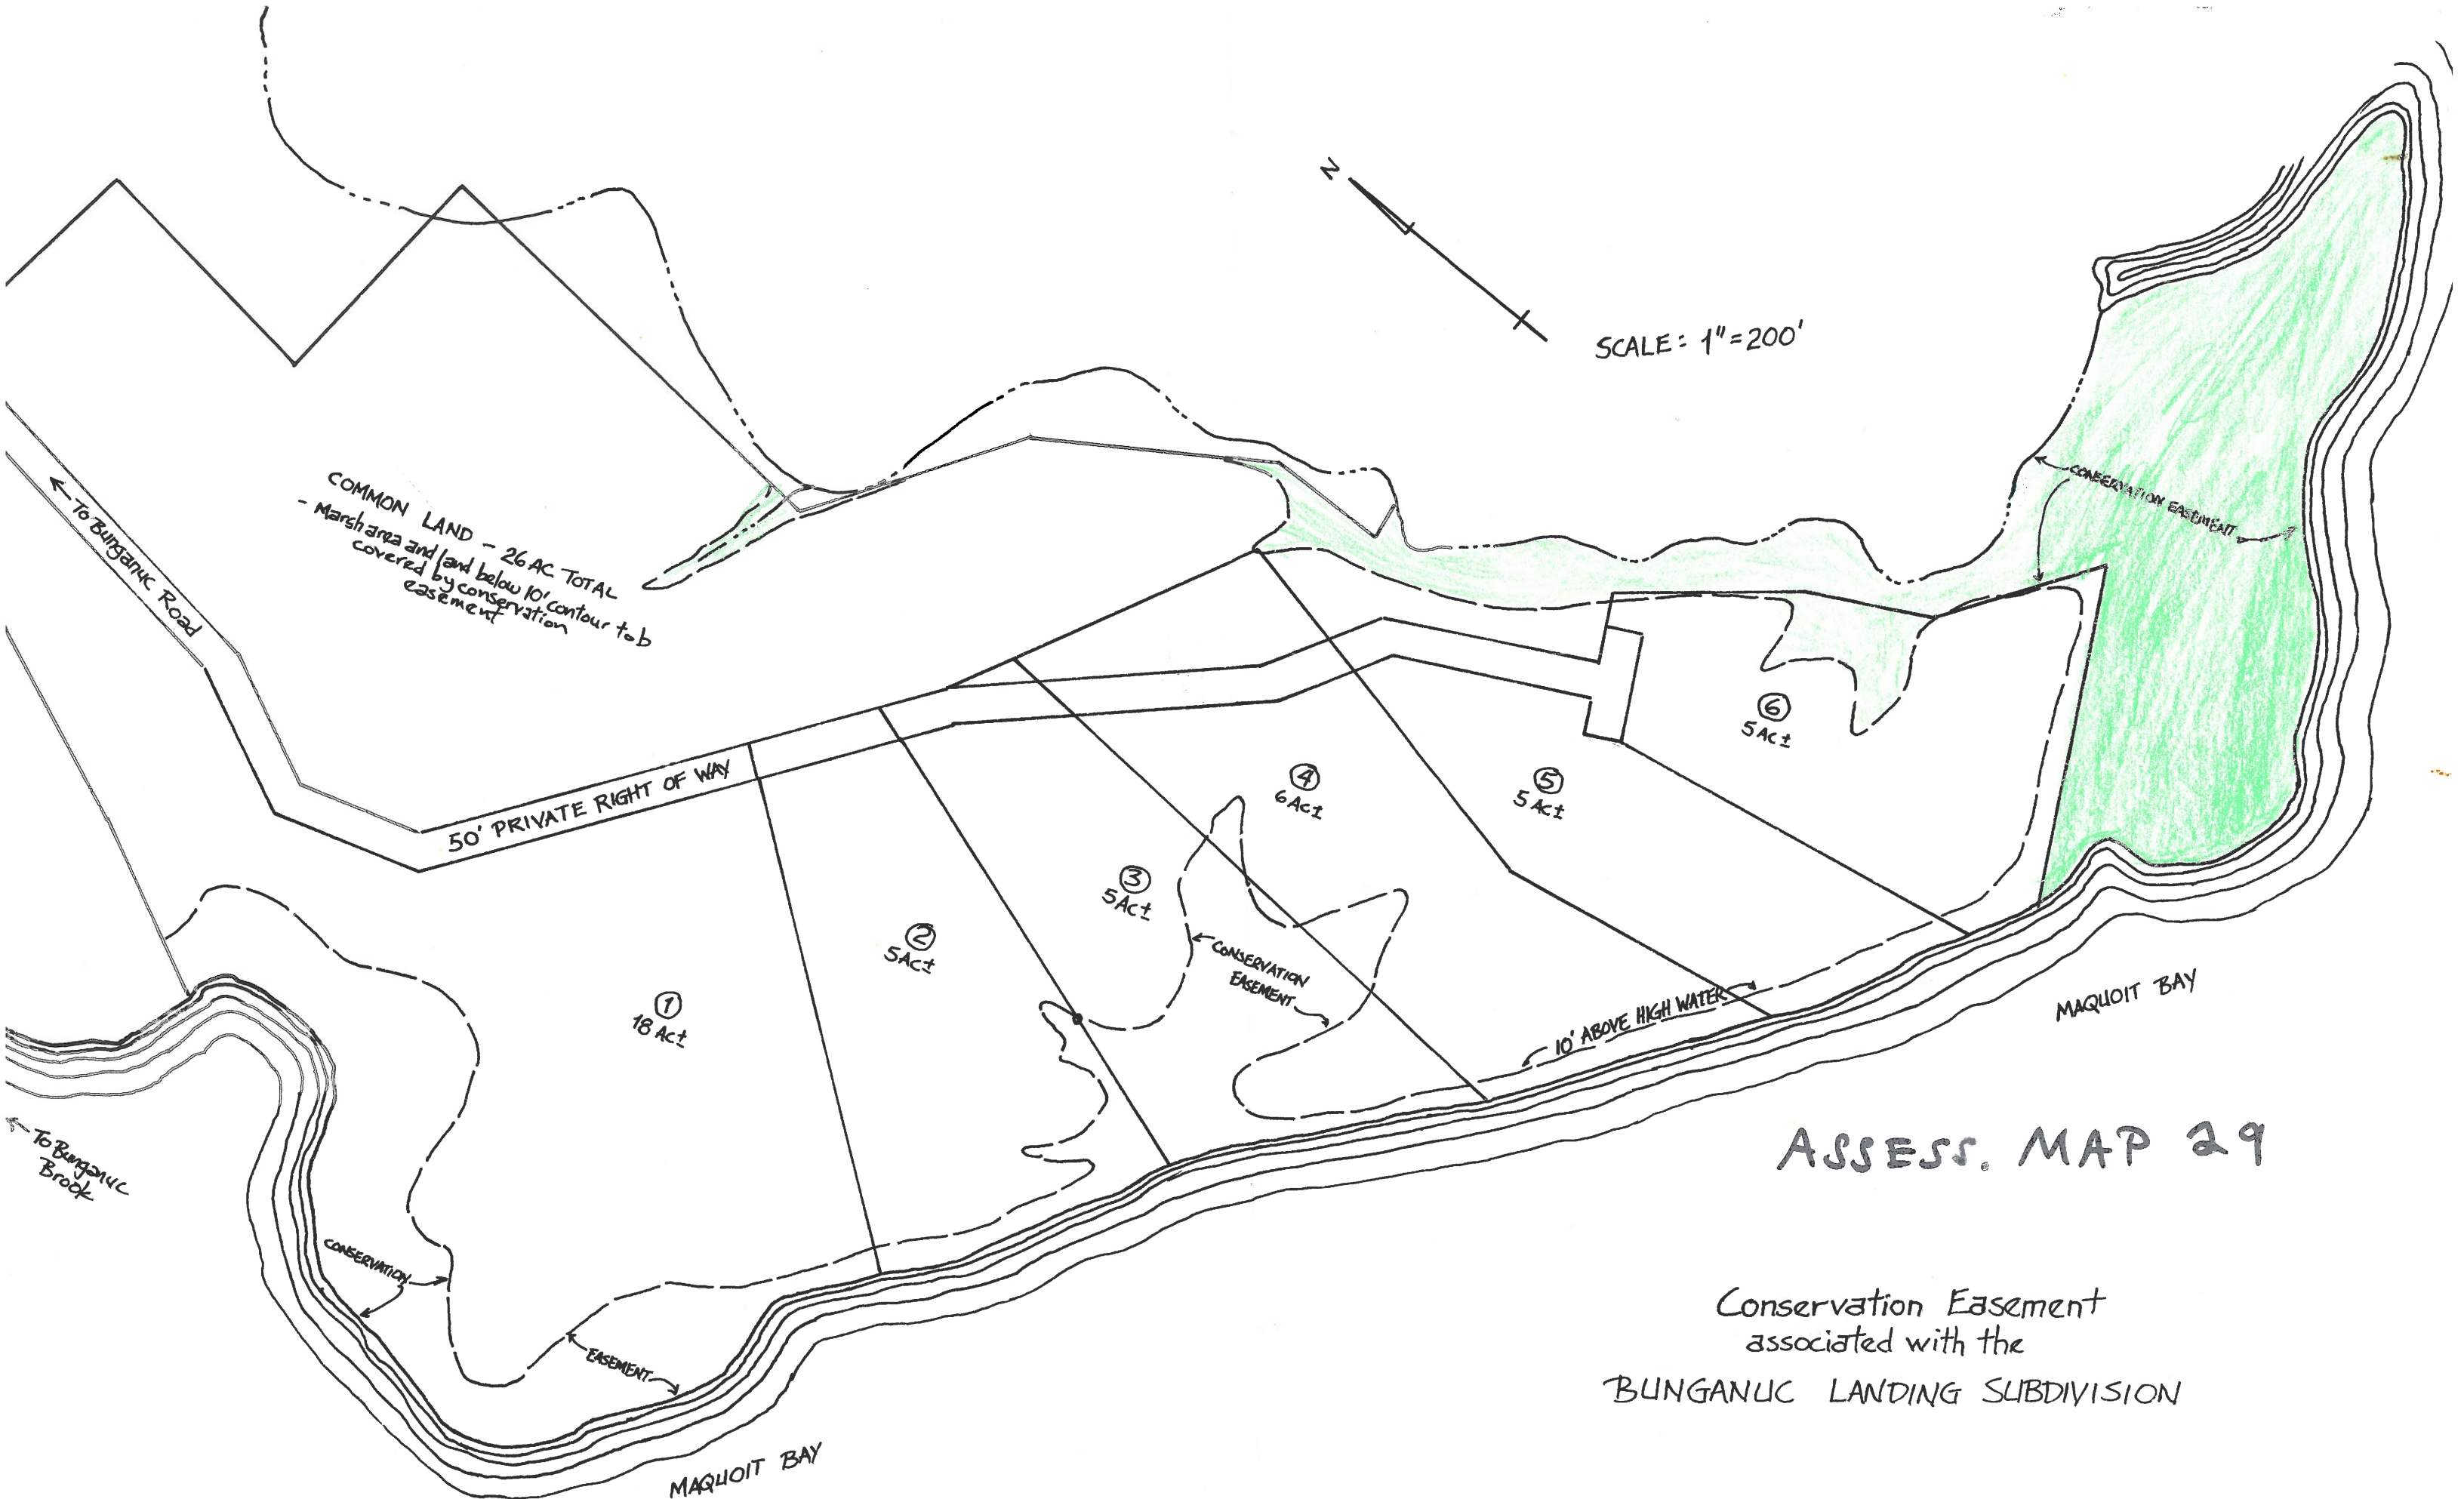 N
SCALE: 1"=200'
COMMON LAND - 26 AC. TOTAL
- Marsh area and land below 10' contour to b
covered by conservation
easement
← To Bunganuc Road
CONSERVATION EASEMENT
50' PRIVATE RIGHT OF WAY
⑥
5 Ac ±
④
6 Ac ±
⑤
5 Ac ±
③
5 Ac ±
②
5 Ac ±
①
18 Ac ±
CONSERVATION
EASEMENT
10' ABOVE HIGH WATER
MAQUOIT BAY
← To Bunganuc
Brook
ASSESS. MAP 29
CONSERVATION
EASEMENT
MAQUOIT BAY
Conservation Easement
associated with the
BUNGANUC LANDING SUBDIVISION